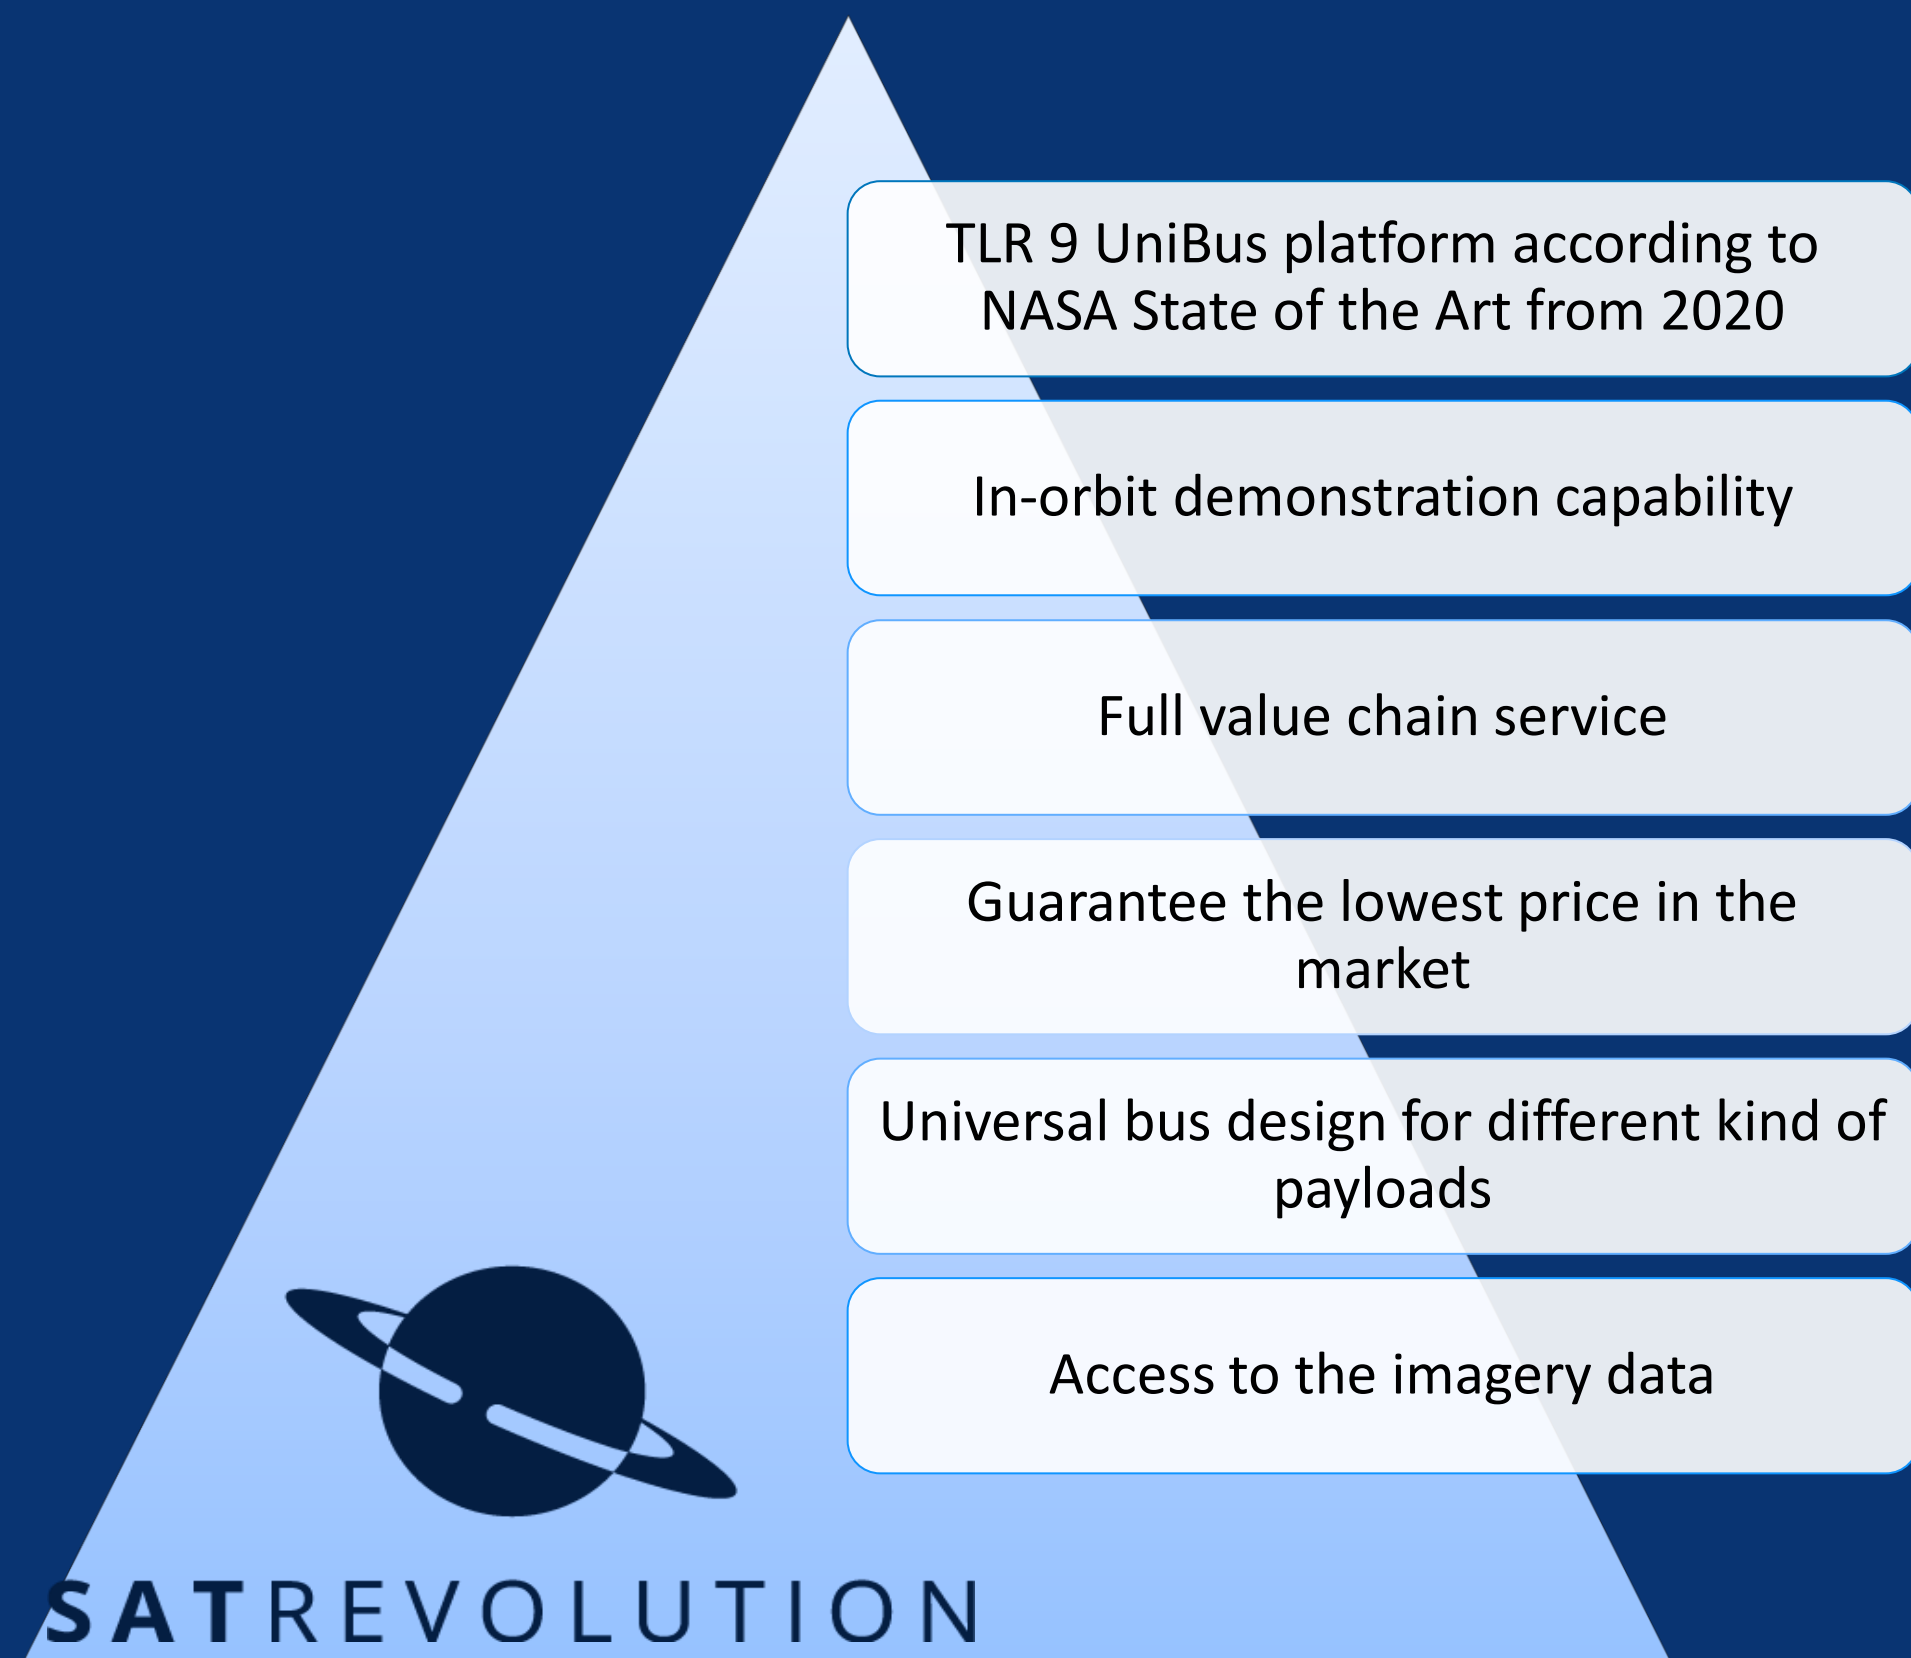 TLR 9 UniBus platform according to
NASA State of the Art from 2020
In-orbit demonstration capability
Full value chain service
Guarantee the lowest price in the
market
Universal bus design for different kind of
payloads
Access to the imagery data
SATREVOLUTION